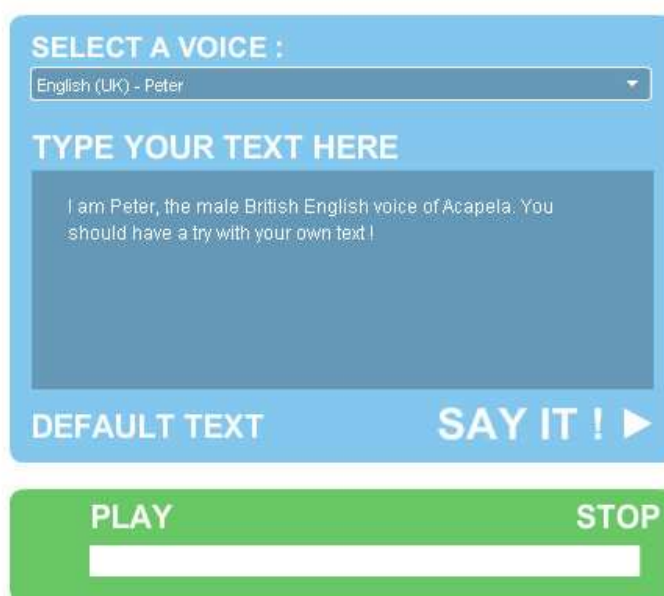 SELECT A VOICE :
English (UK) - Peter
TYPE YOUR TEXT HERE
I am Peter, the male British English voice of Acapela. You
should have a try with your own text !
DEFAULT TEXT
SAY IT !
PLAY
STOP